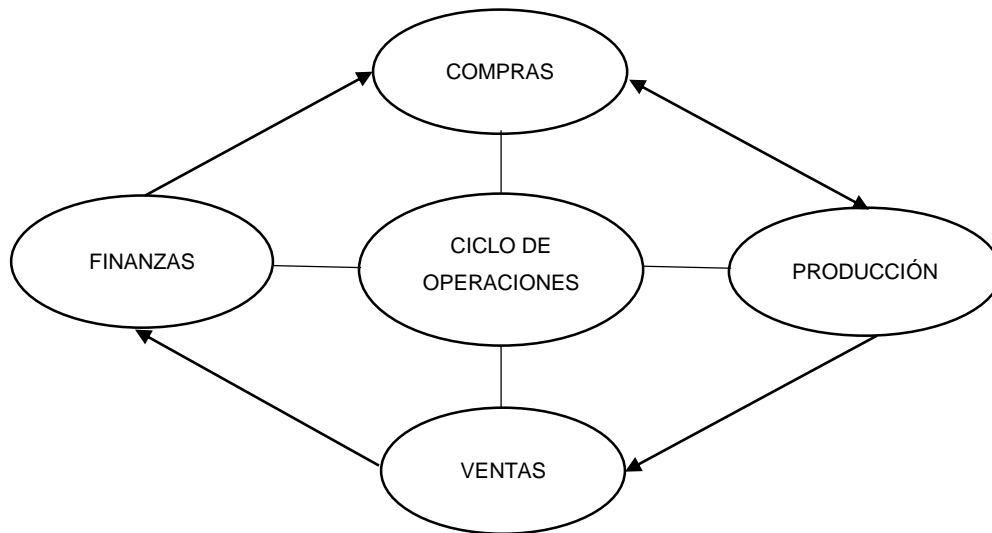 COMPRAS
FINANZAS
CICLO DE
OPERACIONES
PRODUCCIÓN
VENTAS